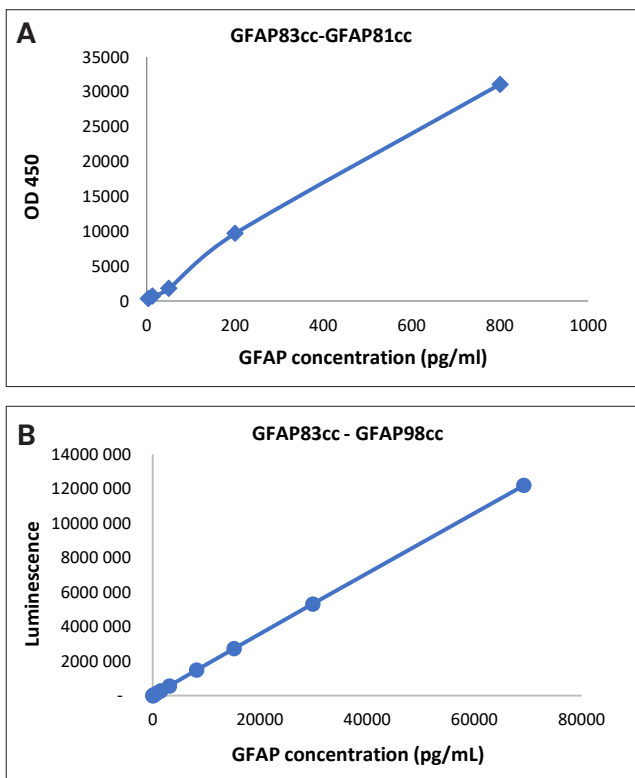 A
GFAP83cc-GFAP81cc
35000
30000
25000
20000
15000
10000
5000
0
OD 450
0 200 400 600 800 1000
GFAP concentration (pg/ml)
B
GFAP83cc - GFAP98cc
14000 000
12000 000
10000 000
8000 000
6000 000
4000 000
2000 000
-
Luminescence
0 20000 40000 60000 80000
GFAP concentration (pg/mL)